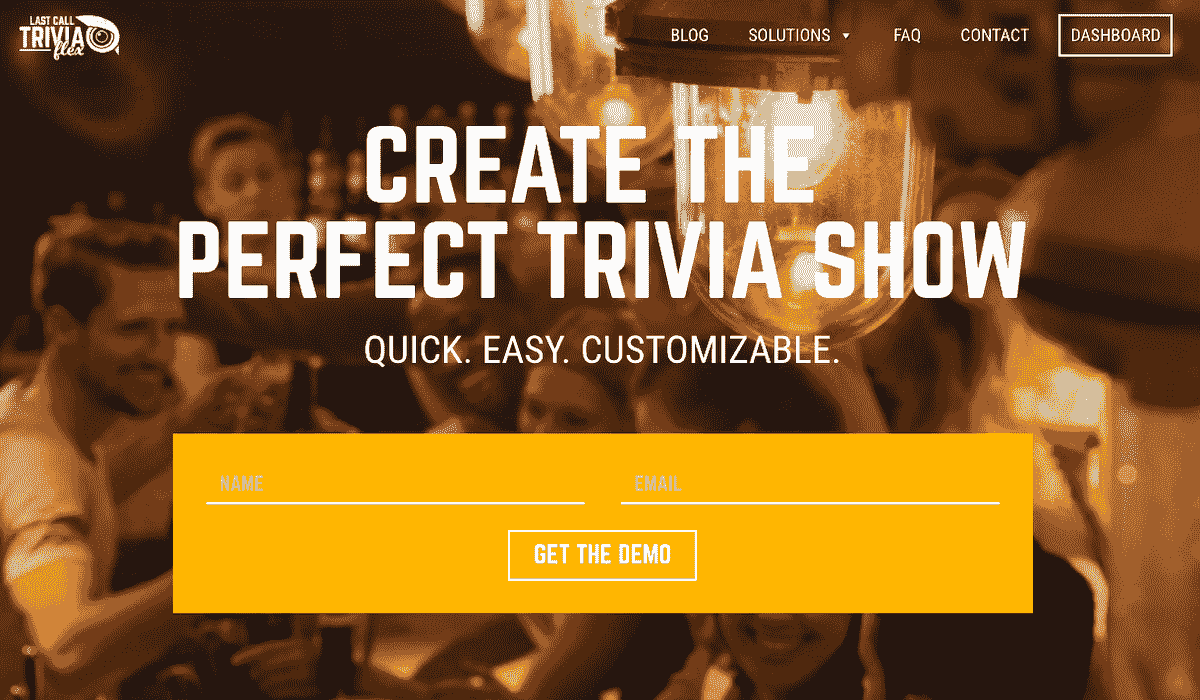 LAST CALL
TRIVIA
flex
BLOG
SOLUTIONS
FAQ
CONTACT
DASHBOARD
CREATE THE
PERFECT TRIVIA SHOW
QUICK. EASY. CUSTOMIZABLE.
NAME
EMAIL
GET THE DEMO